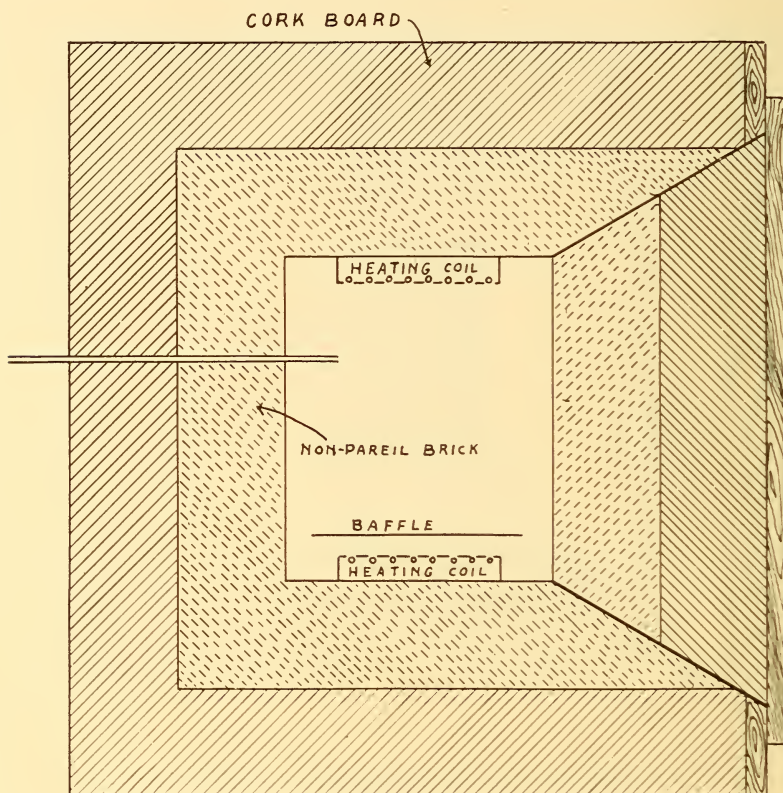 CORK BOARD
HEATING COIL
NON-PAREIL BRICK
BAFFLE
HEATING COIL